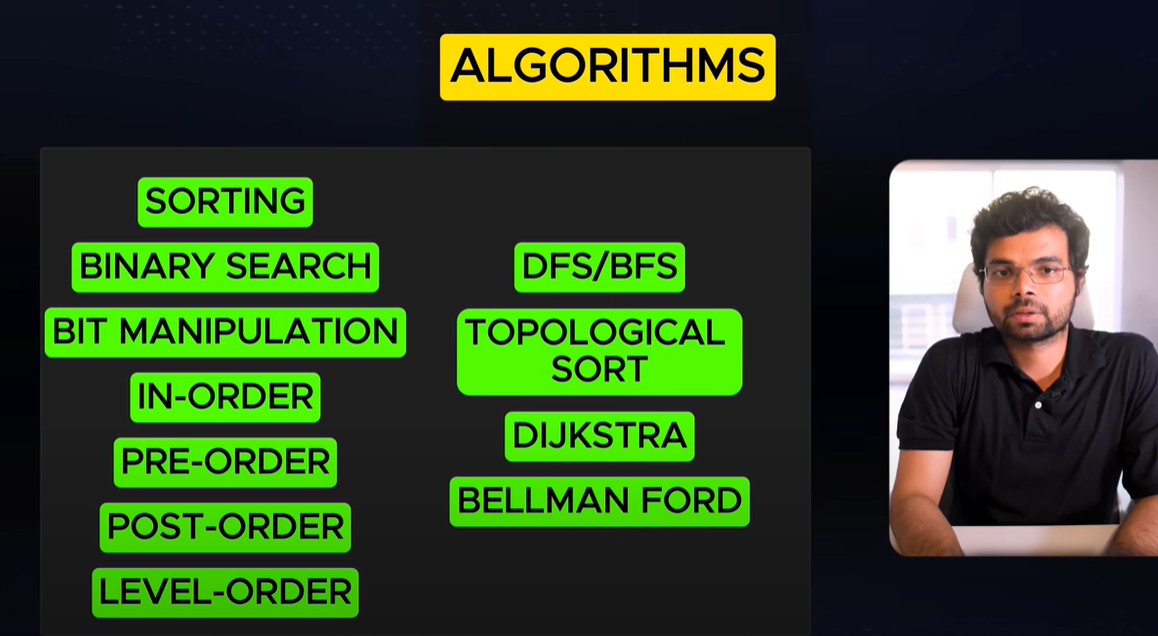 ALGORITHMS
SORTING
BINARY SEARCH
BIT MANIPULATION
IN-ORDER
PRE-ORDER
POST-ORDER
LEVEL-ORDER
DFS/BFS
TOPOLOGICAL
SORT
DIJKSTRA
BELLMAN FORD